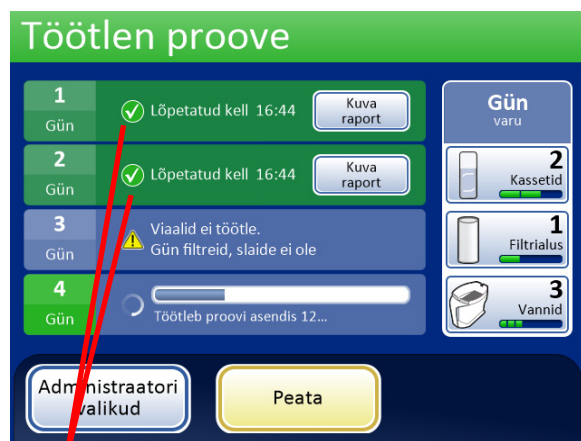 Töötlen proove
1
Gün
Lõpetatud kell 16:44
Kuva
raport
2
Gün
Lõpetatud kell 16:44
Kuva
raport
3
Gün
Viaalid ei töötle.
Gün filtreid, slaide ei ole
4
Gün
Töötleb proovi asendis 12...
Gün
varu
2
Kassetid
1
Filtrialus
3
Vannid
Administraatori
valikud
Peata